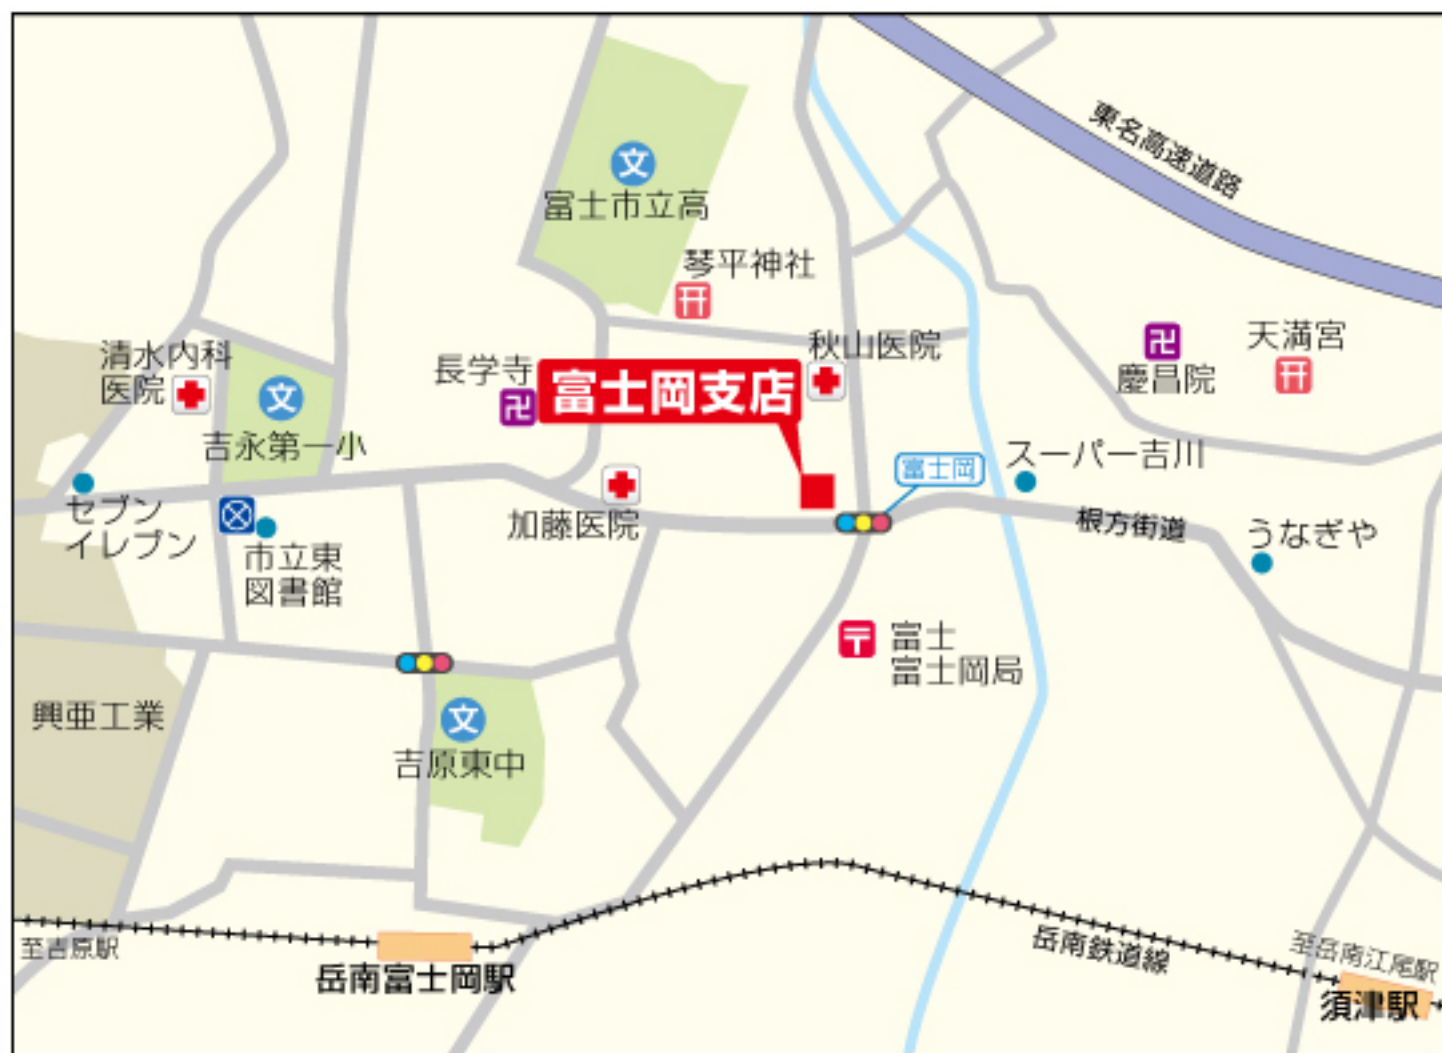 東名高速道路
文
富士市立高
琴平神社
天満宮
清水内科
医院
秋山医院
長学寺
卍
富士岡支店
卍
慶昌院
文
吉永第一小
スーパー吉川
富士岡
セブン
イレブン
加藤医院
根方街道
うなぎや
市立東
図書館
〒
富士
富士岡局
興亜工業
文
吉原東中
至吉原駅
岳南富士岡駅
岳南鉄道線
至岳南江尾駅
須津駅